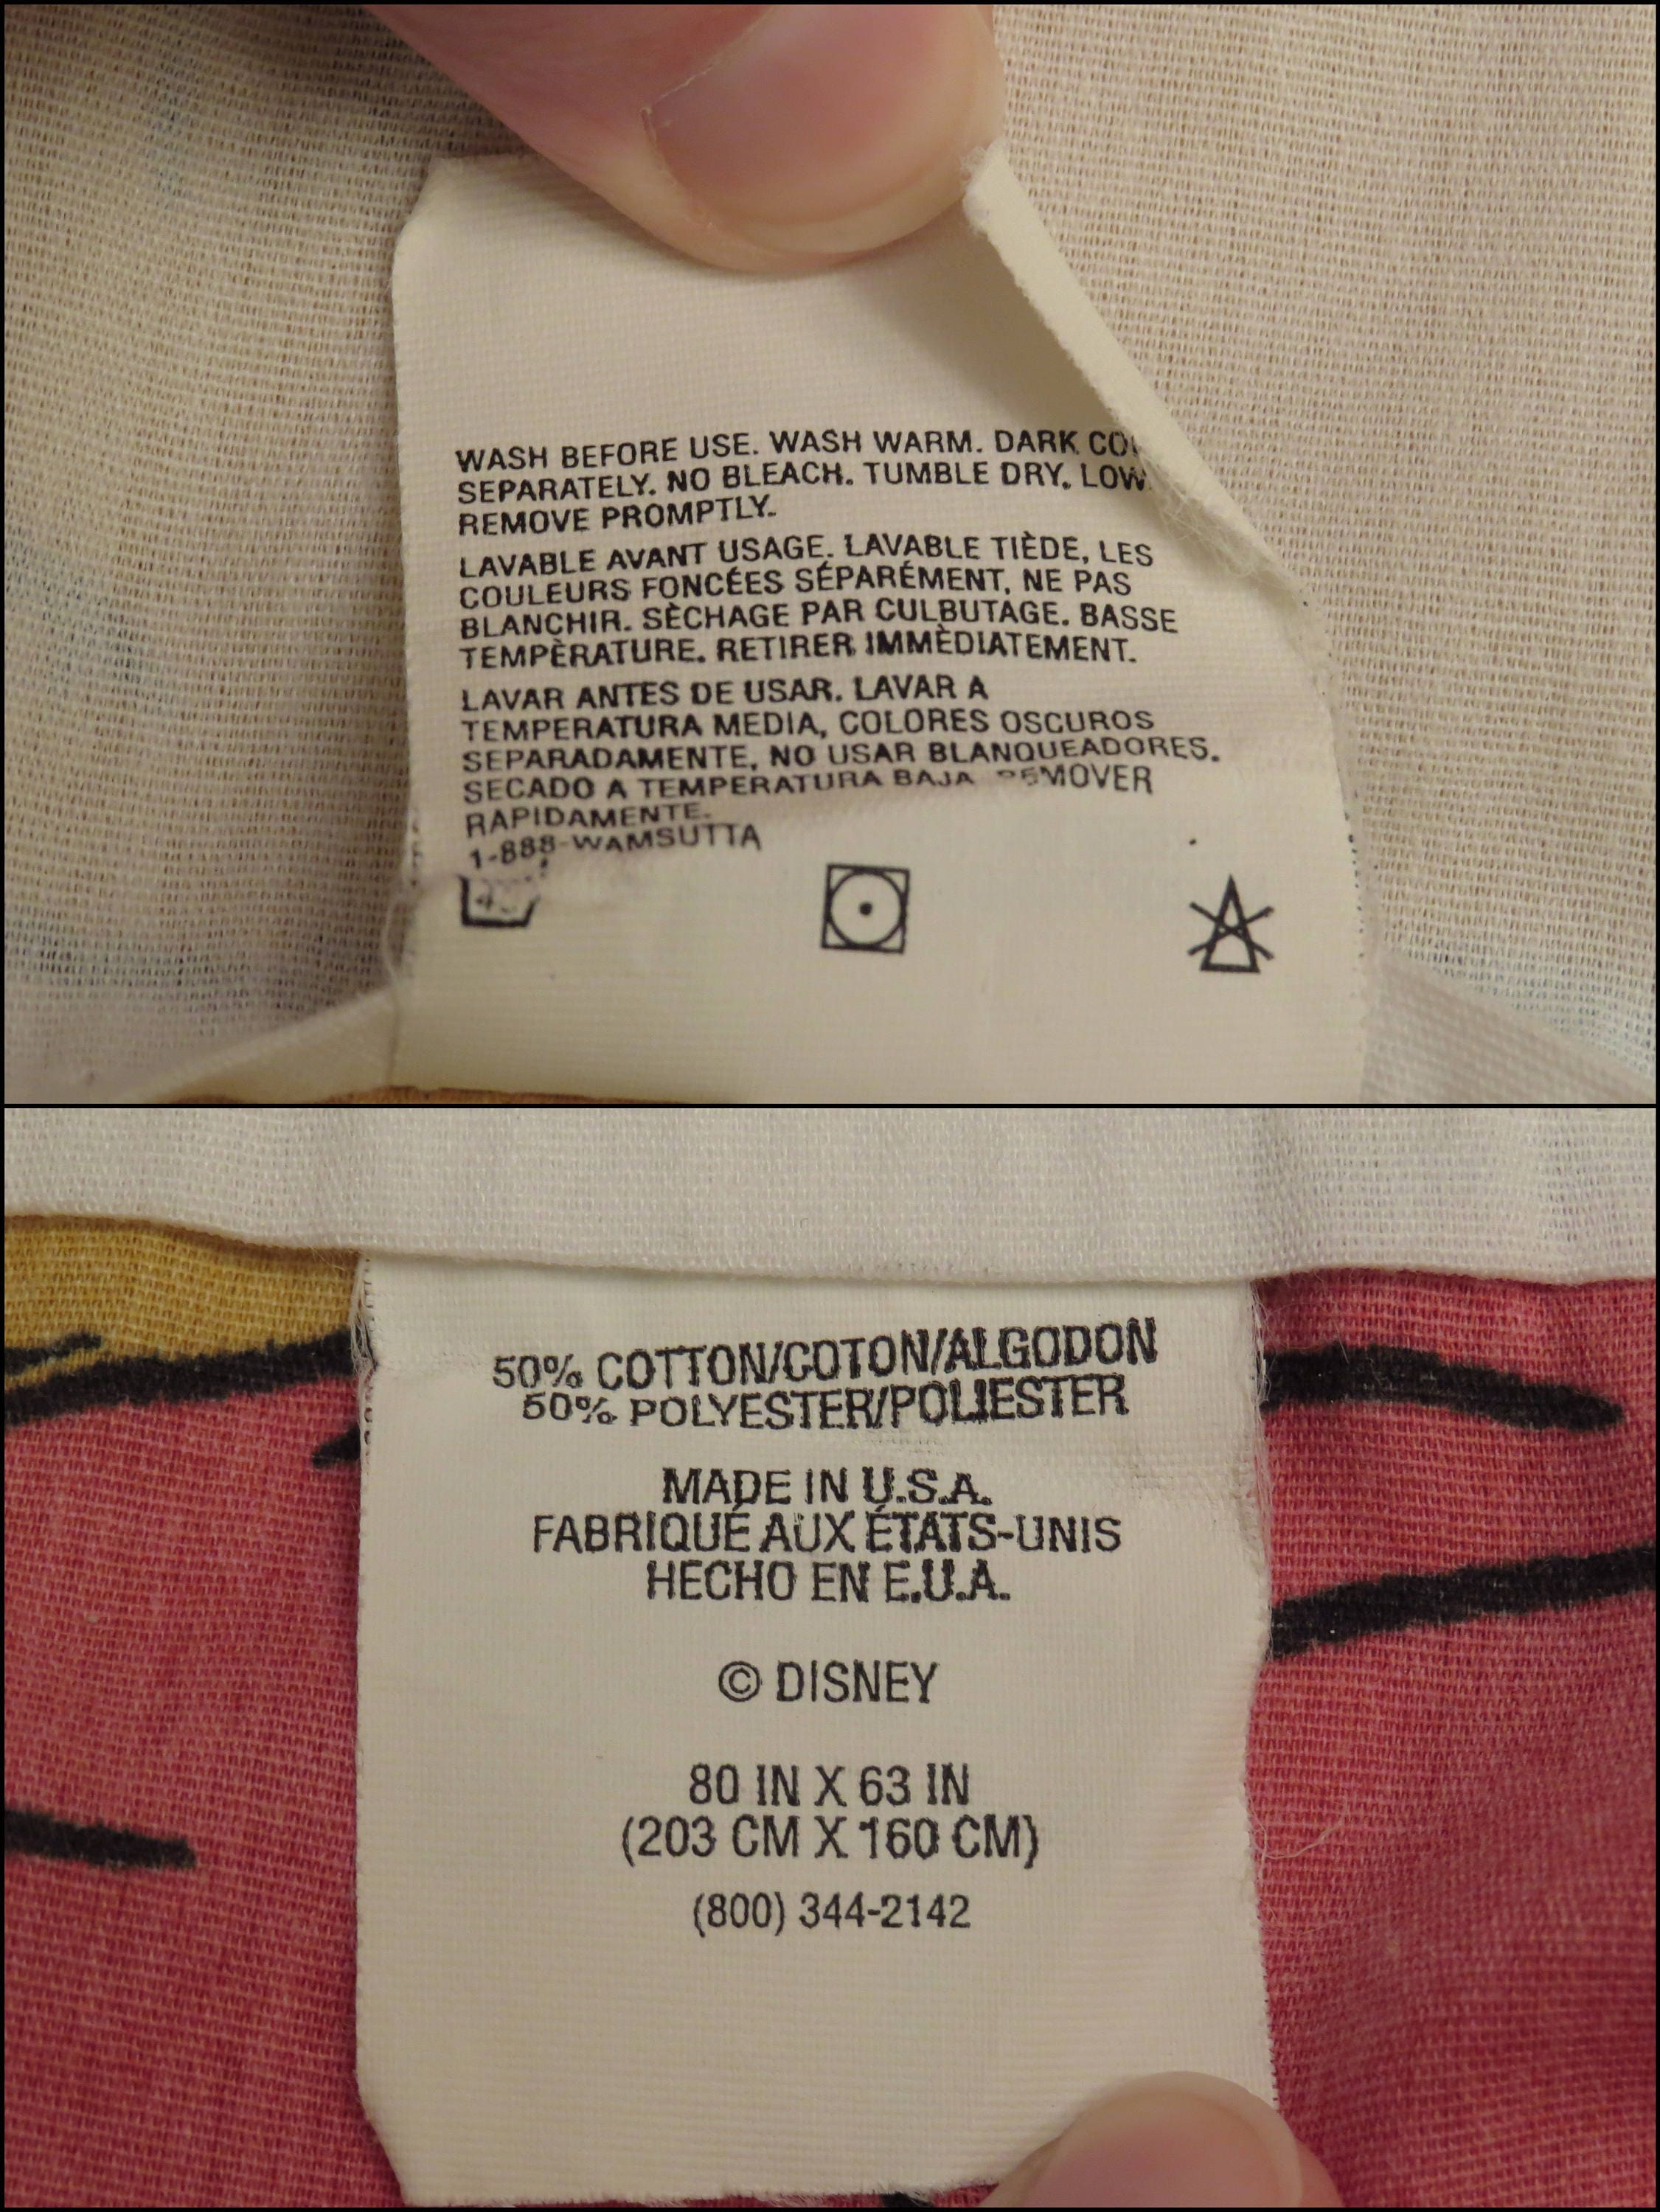 WASH BEFORE USE. WASH WARM. DARK
SEPARATELY. NO BLEACH. TUMBLE DRY. LOW.
REMOVE PROMPTLY.
LAVABLE AVANT USAGE. LAVABLE TIÈDE, LES
COULEURS FONCÉES SÉPARÉMENT, NE PAS
BLANCHIR. SÈCHAGE PAR CULBUTAGE. BASSE
TEMPÈRATURE. RETIRER IMMÈDIATEMENT.
LAVAR ANTES DE USAR. LAVAR A
TEMPERATURA MEDIA, COLORES OSCUROS
SEPARADAMENTE, NO USAR BLANQUEADORES.
SECADO A TEMPERATURA BAJA REMOVER
RAPIDAMENTE.
1-888-WAMSUTTA
50% COTTON/COTON/ALGODON
50% POLYESTER/POLIESTER
MADE IN U.S.A.
FABRIQUÉ AUX ÉTATS-UNIS
HECHO EN E.U.A.
© DISNEY
80 IN X 63 IN
(203 CM X 160 CM)
(800) 344-2142